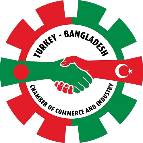 TURKEY - BANGLADESH
CHAMBER OF COMMERCE AND INDUSTRY